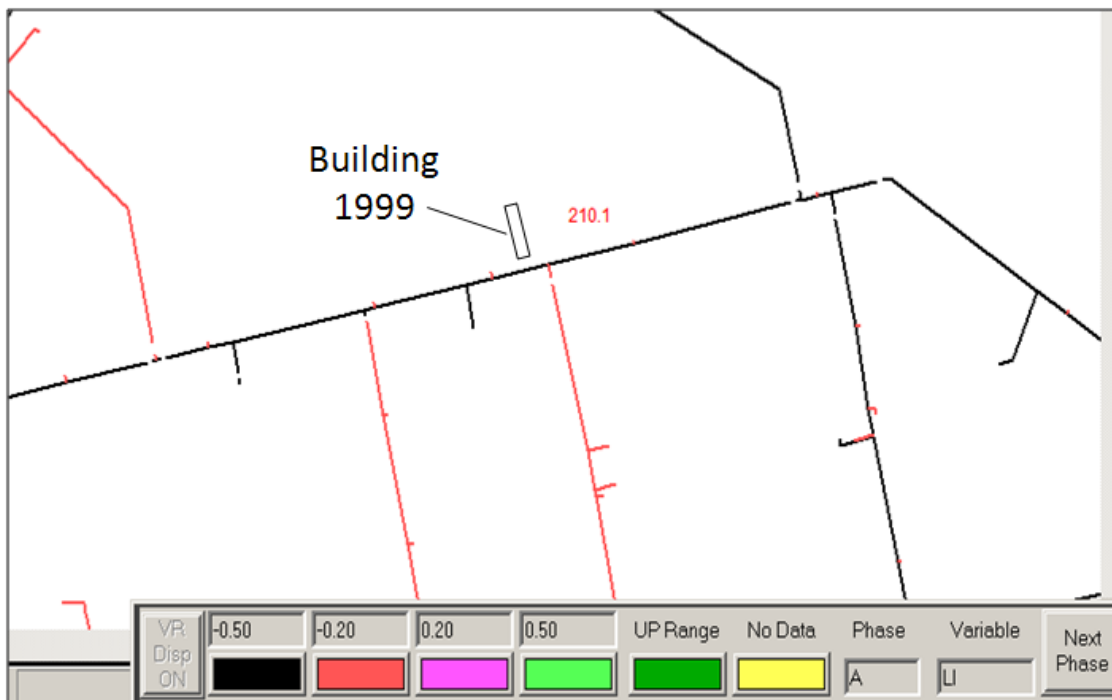 Building
1999
210.1
VR
Disp
ON
-0.50
-0.20
0.20
0.50
UP Range
No Data
Phase
Variable
A
LI
Next
Phase